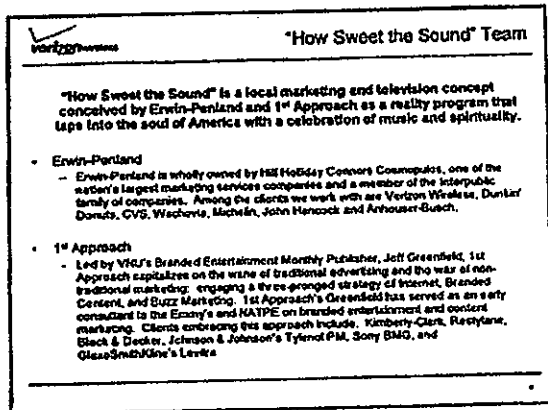 verizon wireless
"How Sweet the Sound" Team
"How Sweet the Sound" is a local marketing and television concept
conceived by Erwin-Penland and 1st Approach as a reality program that
taps into the soul of America with a celebration of music and spirituality.
• Erwin-Penland
– Erwin-Penland is wholly owned by Hill Holliday Connors Cosmopulos, one of the
nation's largest marketing services companies and a member of the Interpublic
family of companies. Among the clients we work with are Verizon Wireless, Dunkin'
Donuts, CVS, Wachovia, Michelin, John Hancock and Anheuser-Busch.
• 1st Approach
- Led by VNU's Branded Entertainment Monthly Publisher, Jeff Greenfield, 1st
Approach capitalizes on the wane of traditional advertising and the wax of non-
traditional marketing: engaging a three-pronged strategy of Internet, Branded
Content, and Buzz Marketing. 1st Approach's Greenfield has served as an early
consultant to the Emmy's and NATPE on branded entertainment and content
marketing. Clients embracing this approach include. Kimberly-Clark, Restylane,
Black & Decker, Johnson & Johnson's Tylenol PM, Sony BMG, and
GlaxoSmithKline's Levitra